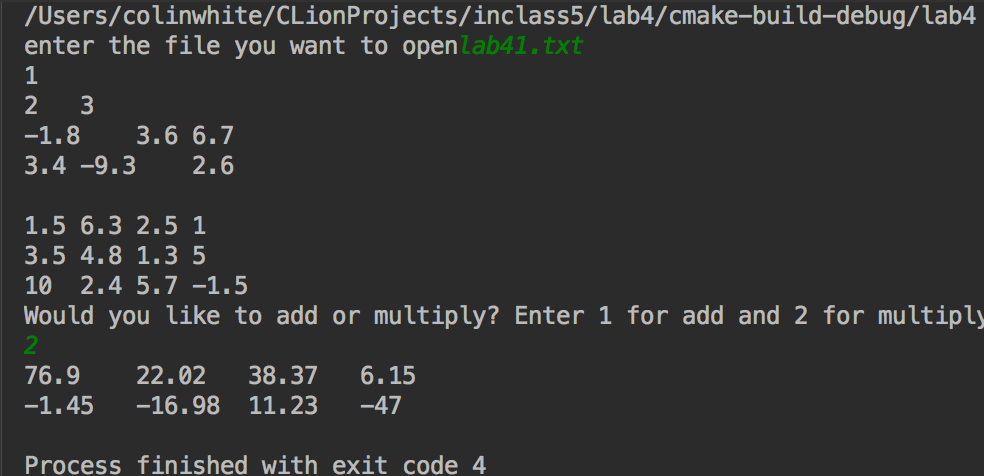 /Users/colinwhite/CLionProjects/inclass5/lab4/cmake-build-debug/lab4
enter the file you want to openlab41.txt
1
2 3
-1.8 3.6 6.7
3.4 -9.3 2.6
1.5 6.3 2.5 1
3.5 4.8 1.3 5
10 2.4 5.7 -1.5
Would you like to add or multiply? Enter 1 for add and 2 for multiply
2
76.9 22.02 38.37 6.15
-1.45 -16.98 11.23 -47
Process finished with exit code 4